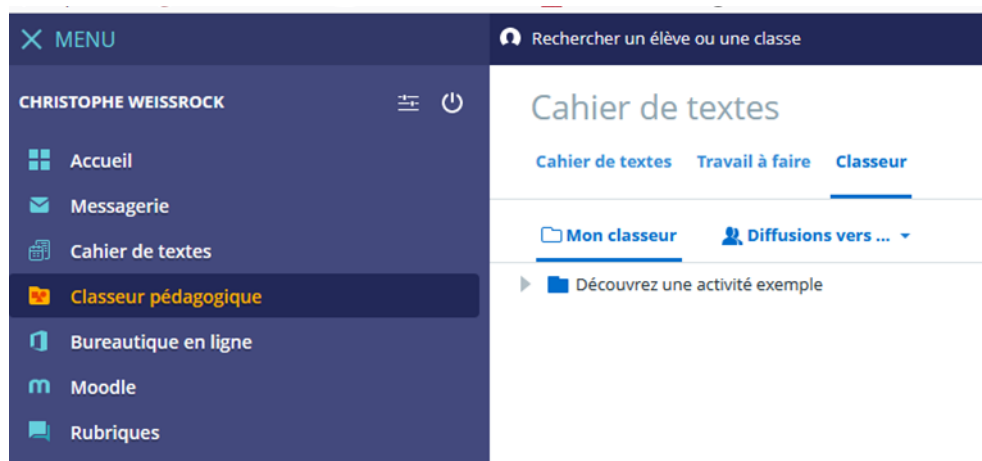 MENU
CHRISTOPHE WEISSROCK
Accueil
Messagerie
Cahier de textes
Classeur pédagogique
Bureautique en ligne
Moodle
Rubriques
Rechercher un élève ou une classe
Cahier de textes
Cahier de textes Travail à faire Classeur
Mon classeur Diffusions vers ...
Découvrez une activité exemple